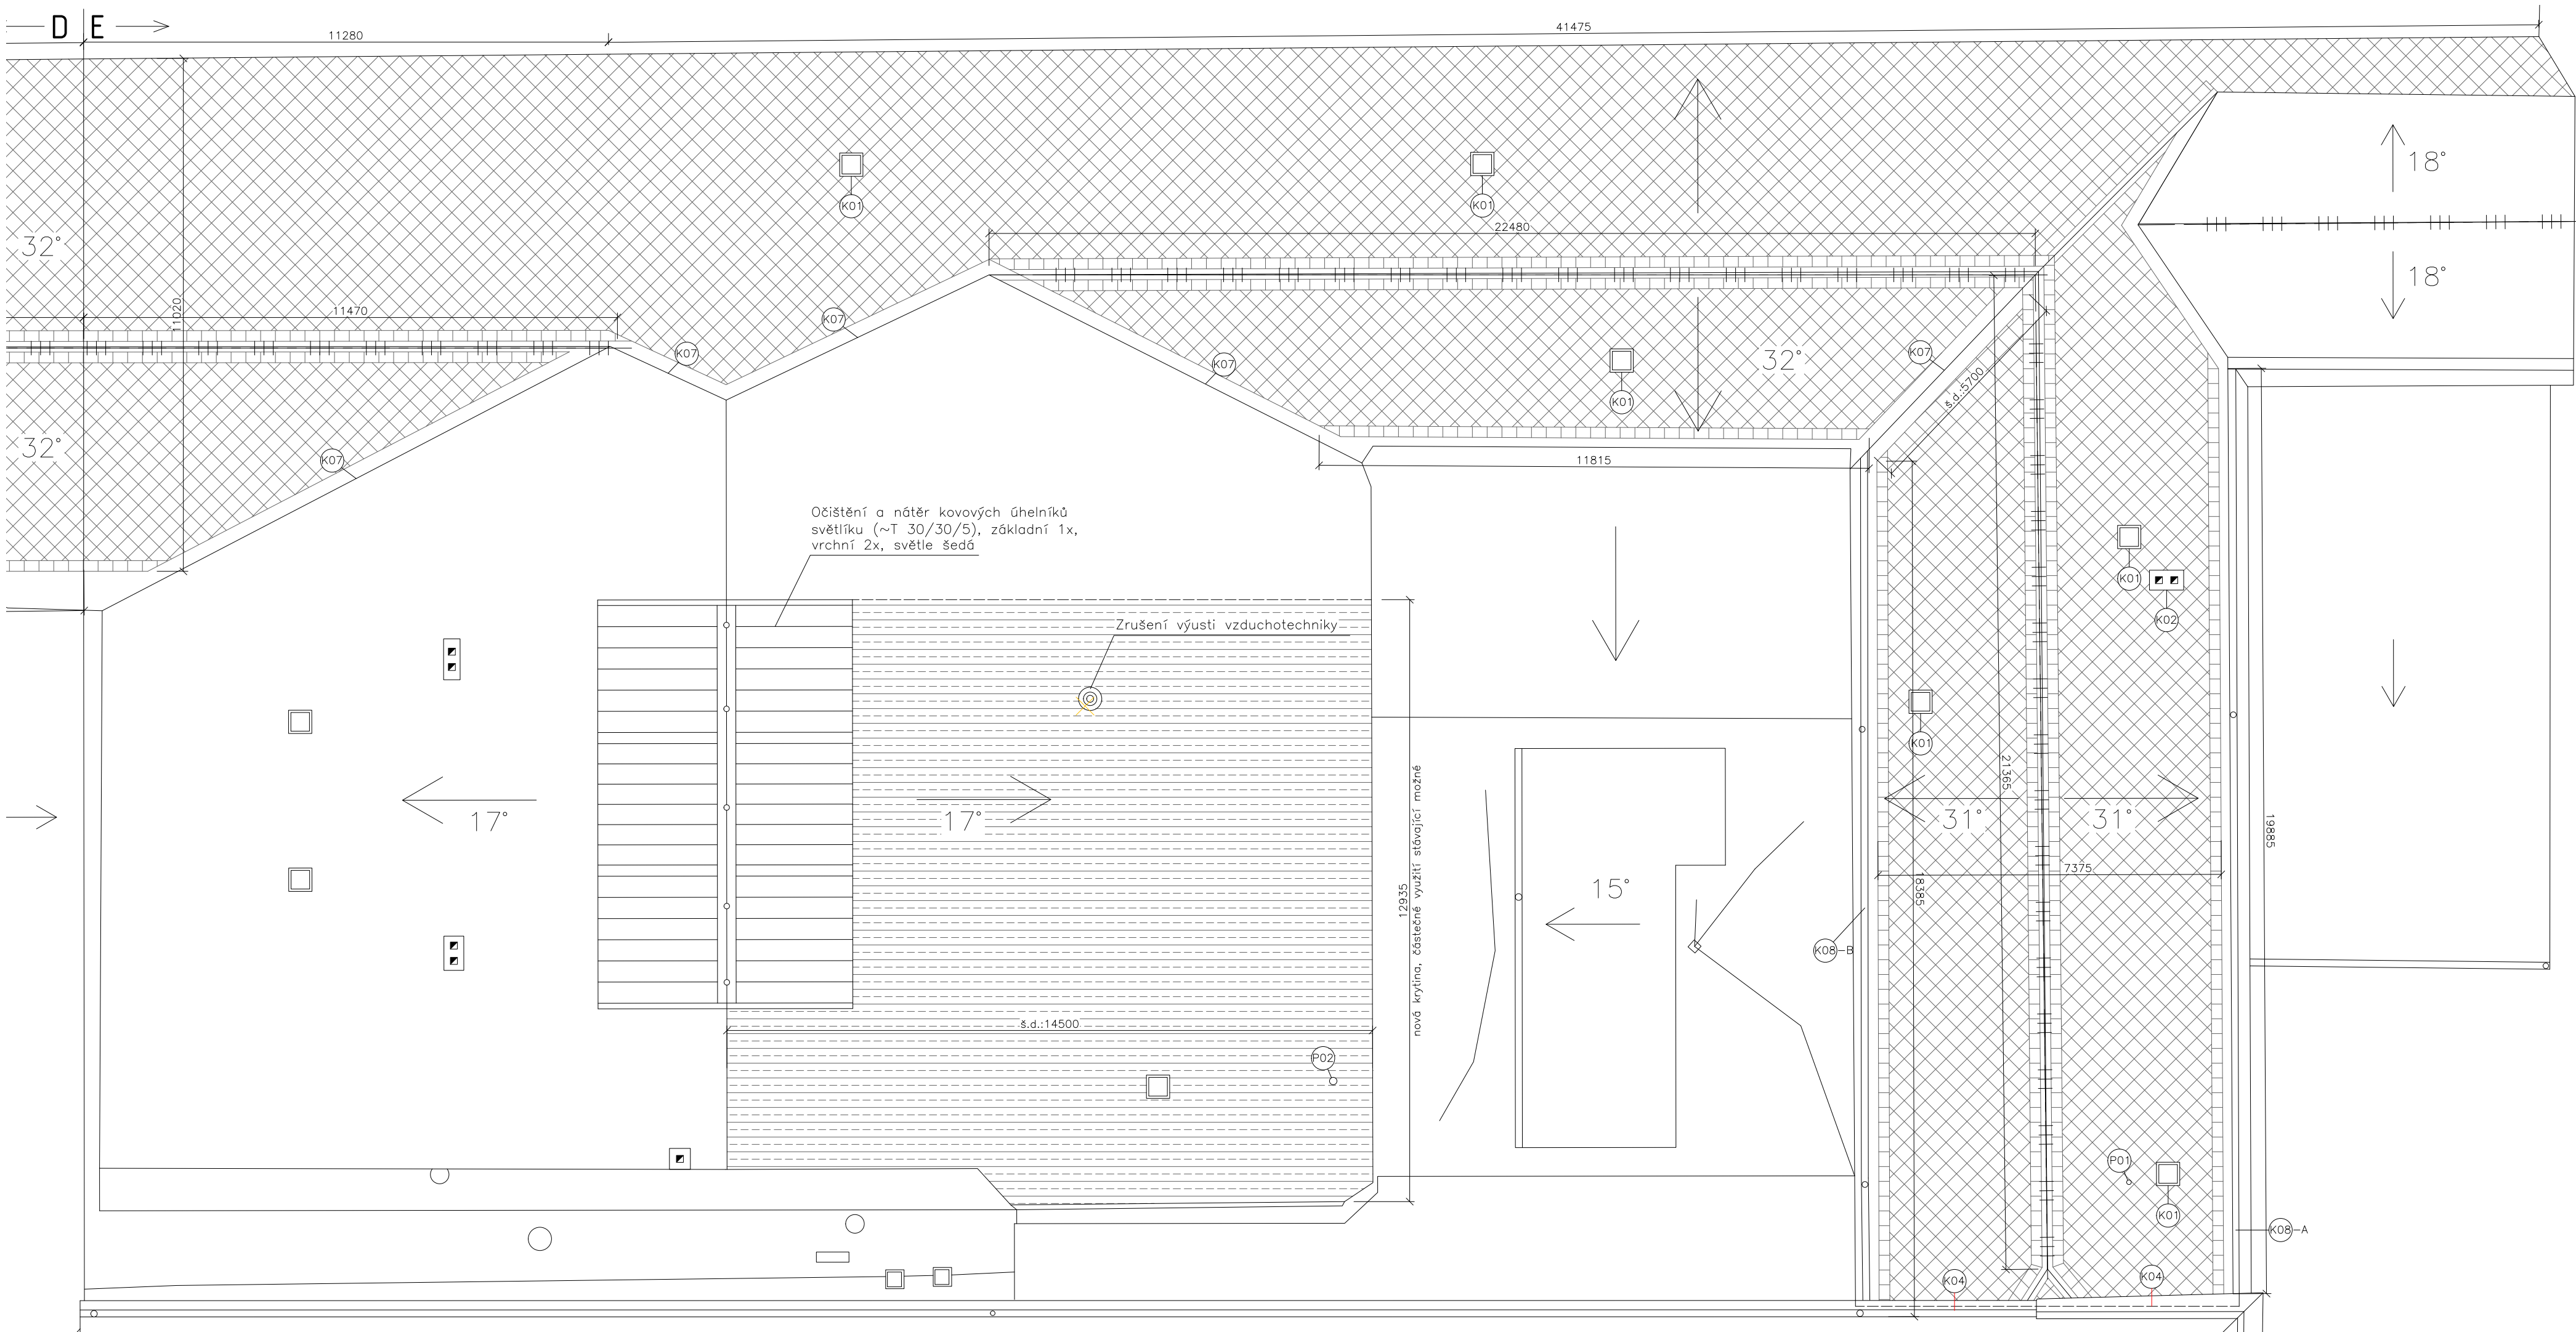 D E
11280
41475
K01
K01
22480
32°
11020
11470
K07
K07
K07
K07
K07
K01
32°
32°
š.d.:5700
18°
18°
K07
11815
Očištění a nátěr kovových úhelníků
světlíku (~T 30/30/5), základní 1x,
vrchní 2x, světle šedá
Zrušení výusti vzduchotechniky
K01
K02
K01
17°
17°
nová krytina, částečné využití stávající možné
12935
15°
21365
31°
31°
7375
18385
19885
K08-B
š.d.:14500
P02
P01
K01
K08-A
K04
K04